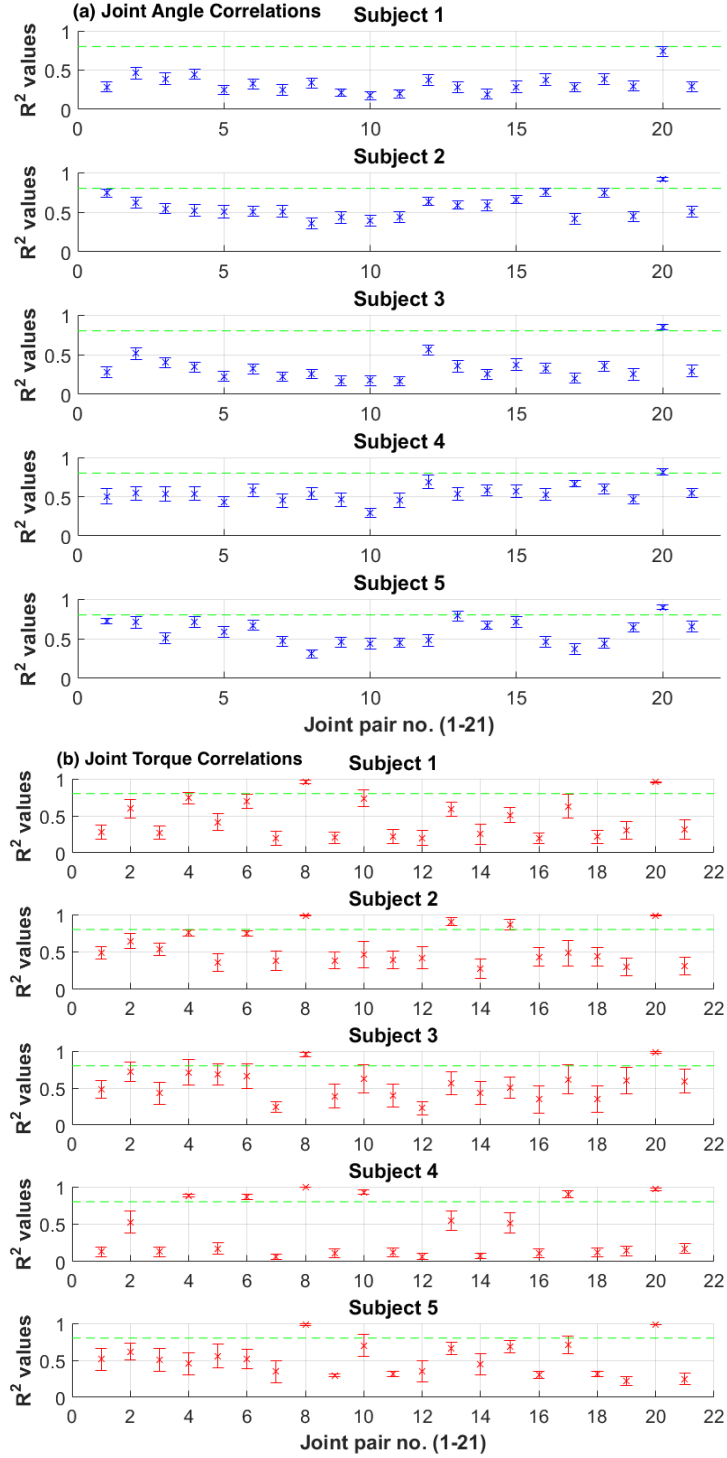 (a) Joint Angle Correlations
Subject 1
R² values
1
0.5
0
0 5 10 15 20
Subject 2
R² values
1
0.5
0
0 5 10 15 20
Subject 3
R² values
1
0.5
0
0 5 10 15 20
Subject 4
R² values
1
0.5
0
0 5 10 15 20
Subject 5
R² values
1
0.5
0
0 5 10 15 20
Joint pair no. (1-21)
(b) Joint Torque Correlations
Subject 1
R² values
1
0.5
0
0 2 4 6 8 10 12 14 16 18 20 22
Subject 2
R² values
1
0.5
0
0 2 4 6 8 10 12 14 16 18 20 22
Subject 3
R² values
1
0.5
0
0 2 4 6 8 10 12 14 16 18 20 22
Subject 4
R² values
1
0.5
0
0 2 4 6 8 10 12 14 16 18 20 22
Subject 5
R² values
1
0.5
0
0 2 4 6 8 10 12 14 16 18 20 22
Joint pair no. (1-21)